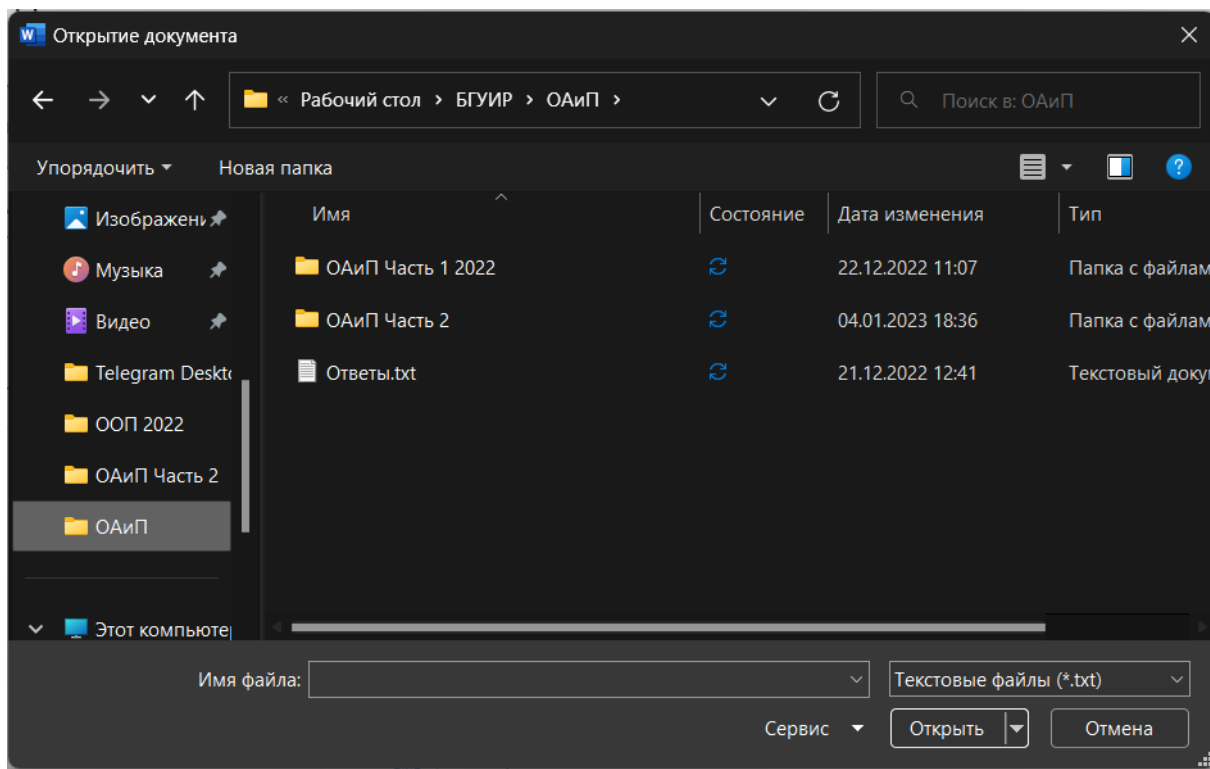 Открытие документа
« Рабочий стол › БГУИР › ОАиП ›
Поиск в: ОАиП
Упорядочить Новая папка
Имя Состояние Дата изменения Тип
Изображени
Музыка
Видео
Telegram Deskto
ООП 2022
ОАиП Часть 2
ОАиП
Этот компьюте
ОАиП Часть 1 2022 22.12.2022 11:07 Папка с файлам
ОАиП Часть 2 04.01.2023 18:36 Папка с файлам
Ответы.txt 21.12.2022 12:41 Текстовый доку
Имя файла: Текстовые файлы (*.txt)
Сервис Открыть Отмена